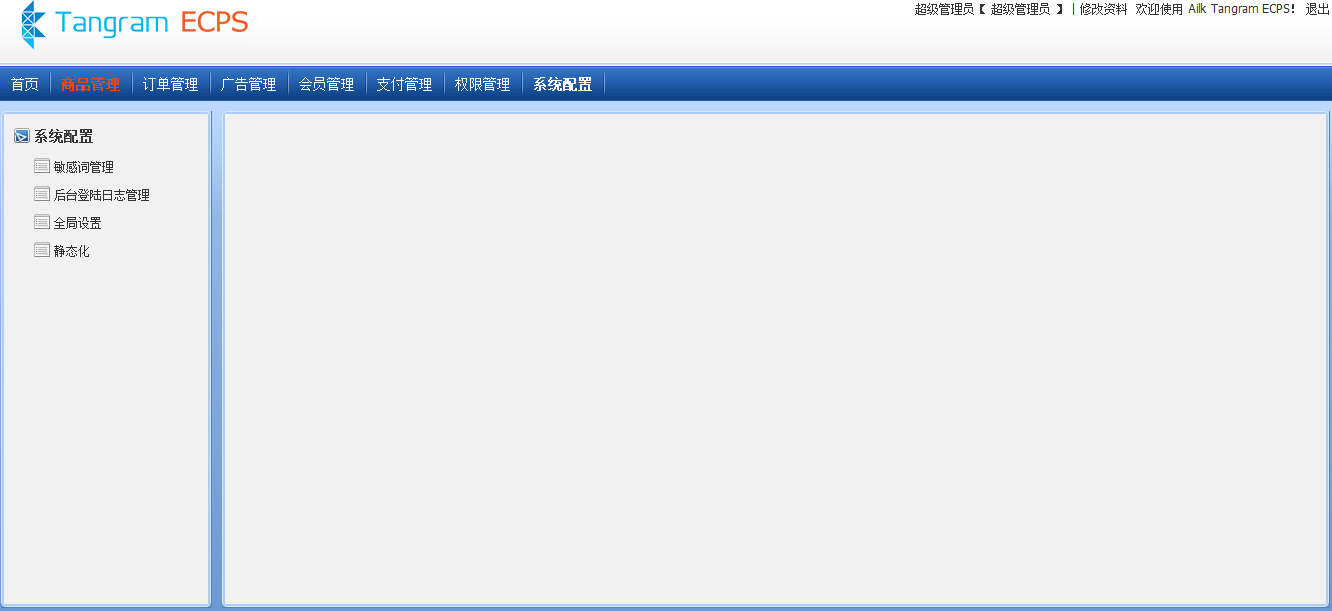 Tangram ECPS
超级管理员【 超级管理员 】 | 修改资料 欢迎使用 Ailk Tangram ECPS! 退出
首页 商品管理 订单管理 广告管理 会员管理 支付管理 权限管理 系统配置
系统配置
敏感词管理
后台登陆日志管理
全局设置
静态化